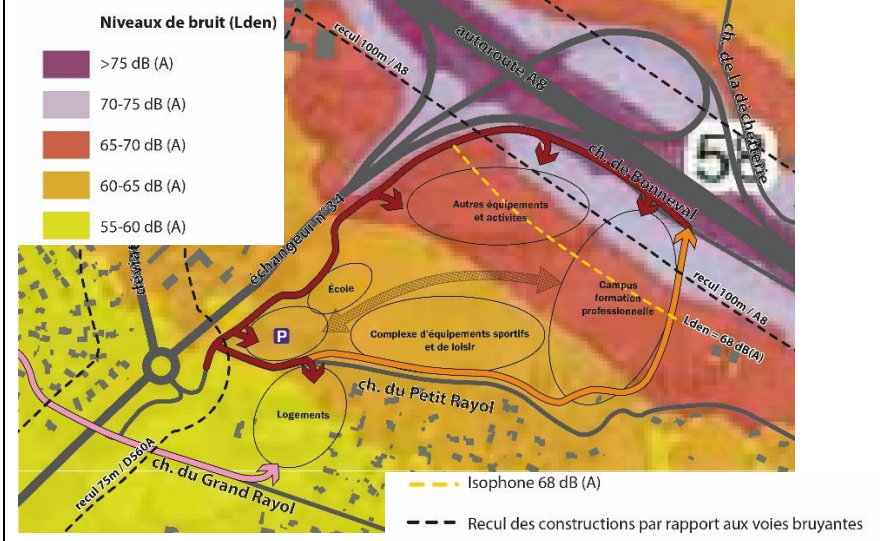 Niveaux de bruit (Lden)
>75 dB (A)
70-75 dB (A)
65-70 dB (A)
60-65 dB (A)
55-60 dB (A)
recul 100m / A8
autoroute A8
ch. de la déchetterie
ch. de Bonneval
échangeur n°34
Autres équipements
et activités
École
Campus
formation
professionnelle
recul 100m / A8
P
Complexe d'équipements sportifs
et de loisir
Lden = 68 dB(A)
ch. du Petit Rayol
Logements
recul 75m /
ch. du Grand Rayol
Isophone 68 dB (A)
Recul des constructions par rapport aux voies bruyantes